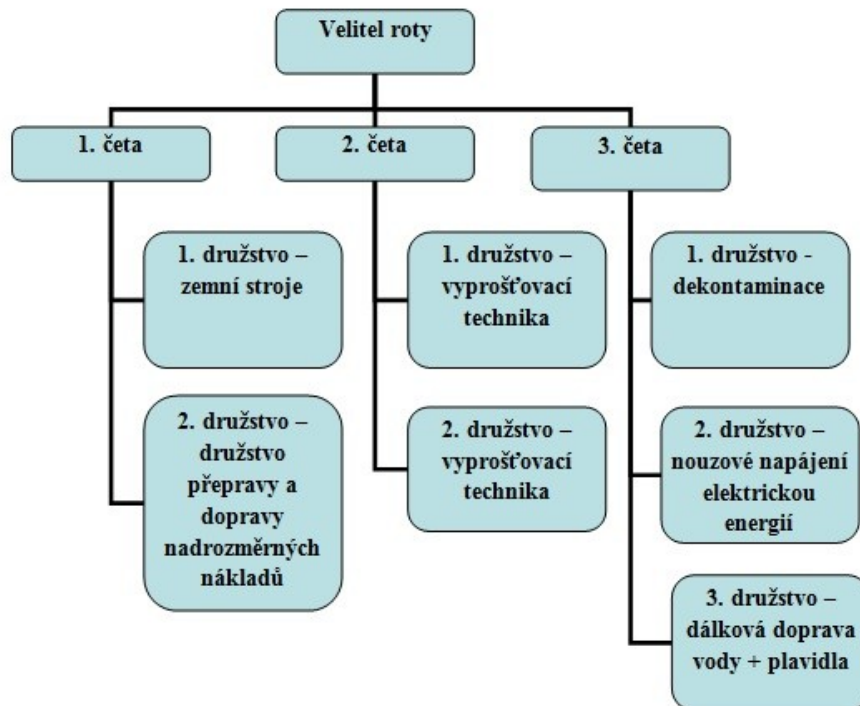 Velitel roty
1. četa
2. četa
3. četa
1. družstvo –
zemní stroje
2. družstvo –
družstvo
přepravy a
dopravy
nadrozměrných
nákladů
1. družstvo –
vyprošťovací
technika
2. družstvo –
vyprošťovací
technika
1. družstvo -
dekontaminace
2. družstvo –
nouzové napájení
elektrickou
energií
3. družstvo –
dálková doprava
vody + plavidla